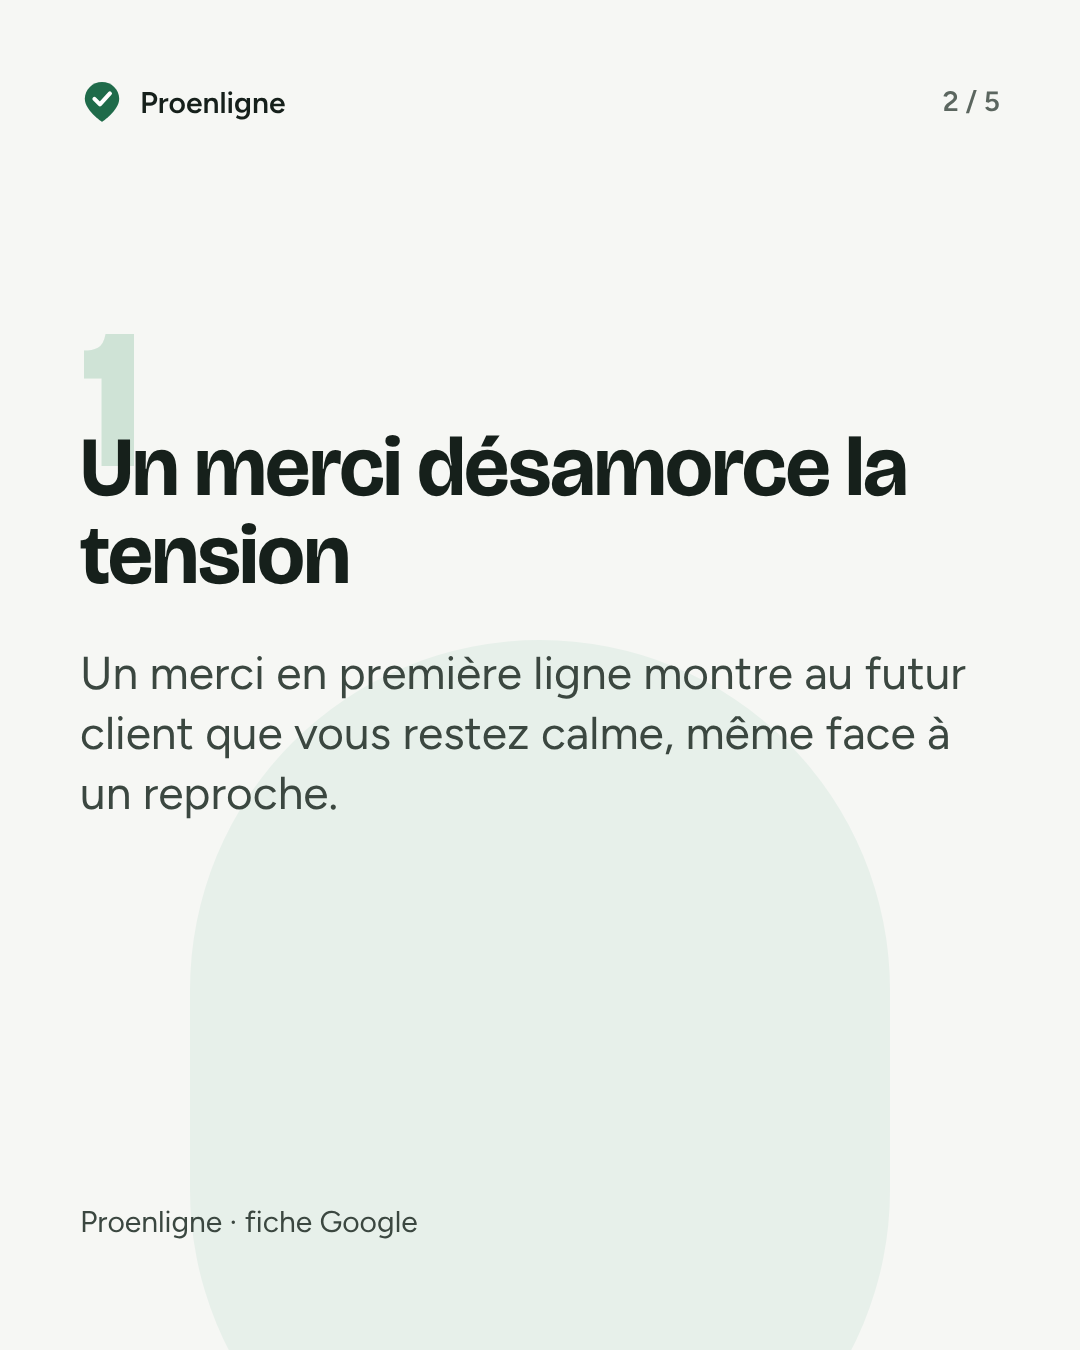 Proenligne
2 / 5
1
Un merci désamorce la
tension
Un merci en première ligne montre au futur
client que vous restez calme, même face à
un reproche.
Proenligne · fiche Google